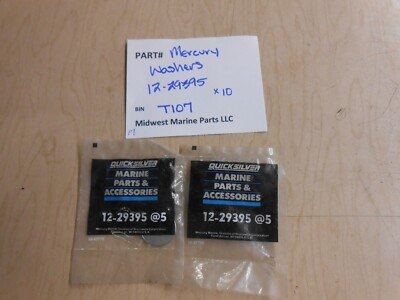 PART# Mercury
Washers
12-29395 x10
BIN T107
Midwest Marine Parts LLC
17
QUICKSILVER
MARINE
PARTS &
ACCESSORIES
12-29395 @5
QUICKSILVER
MARINE
PARTS &
ACCESSORIES
12-29395 @5